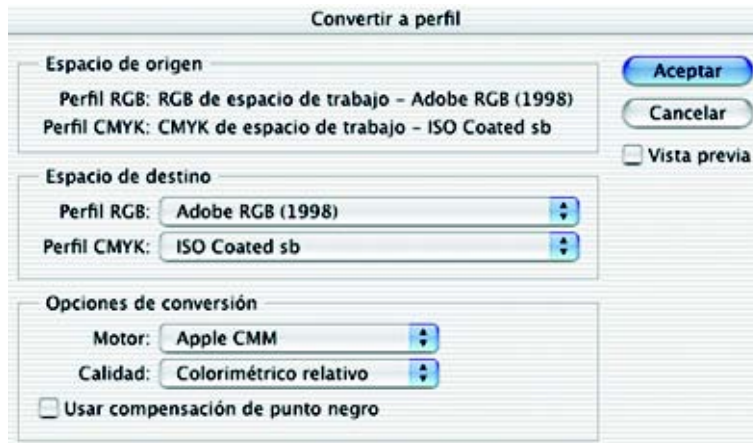 Convertir a perfil
Espacio de origen
Perfil RGB: RGB de espacio de trabajo – Adobe RGB (1998)
Perfil CMYK: CMYK de espacio de trabajo – ISO Coated sb
Aceptar
Cancelar
Vista previa
Espacio de destino
Perfil RGB: Adobe RGB (1998)
Perfil CMYK: ISO Coated sb
Opciones de conversión
Motor: Apple CMM
Calidad: Colorimétrico relativo
Usar compensación de punto negro